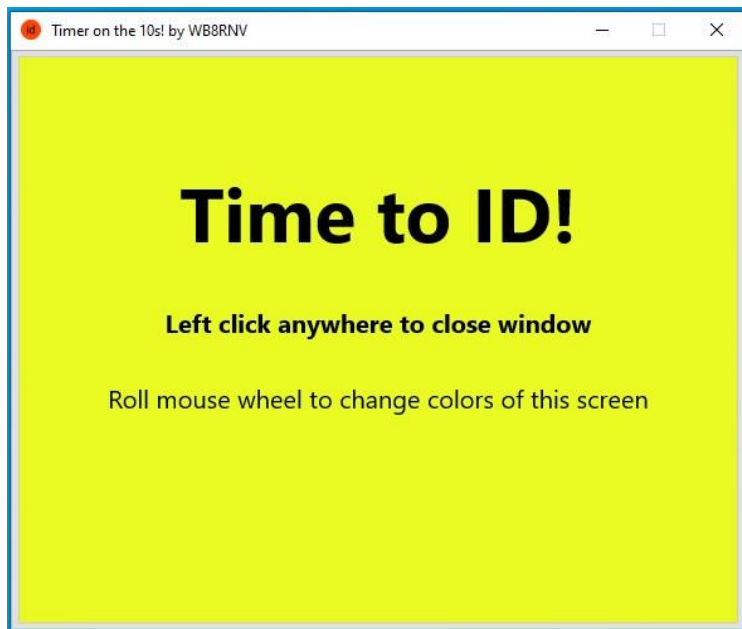 id Timer on the 10s! by WB8RNV
Time to ID!
Left click anywhere to close window
Roll mouse wheel to change colors of this screen